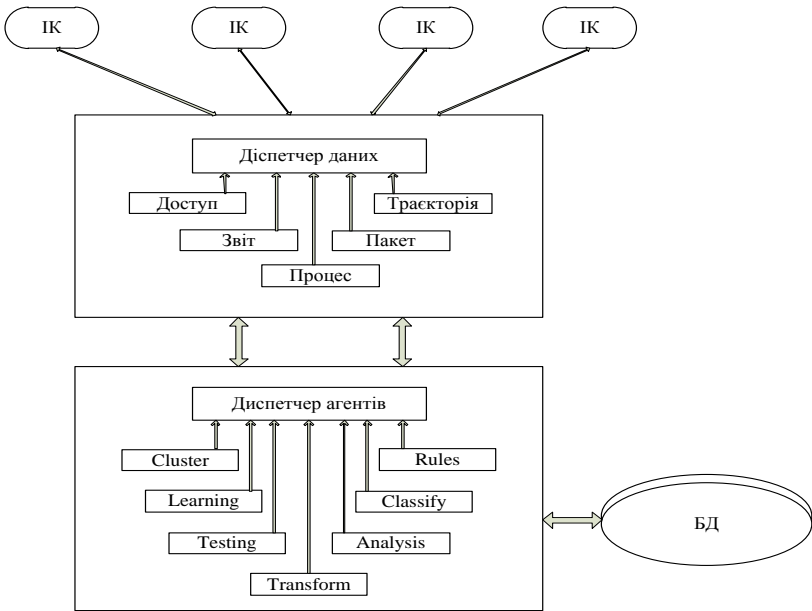 ІК
ІК
ІК
ІК
Діспетчер даних
Доступ
Траєкторія
Звіт
Пакет
Процес
Диспетчер агентів
Cluster
Rules
Learning
Classify
Testing
Analysis
Transform
БД